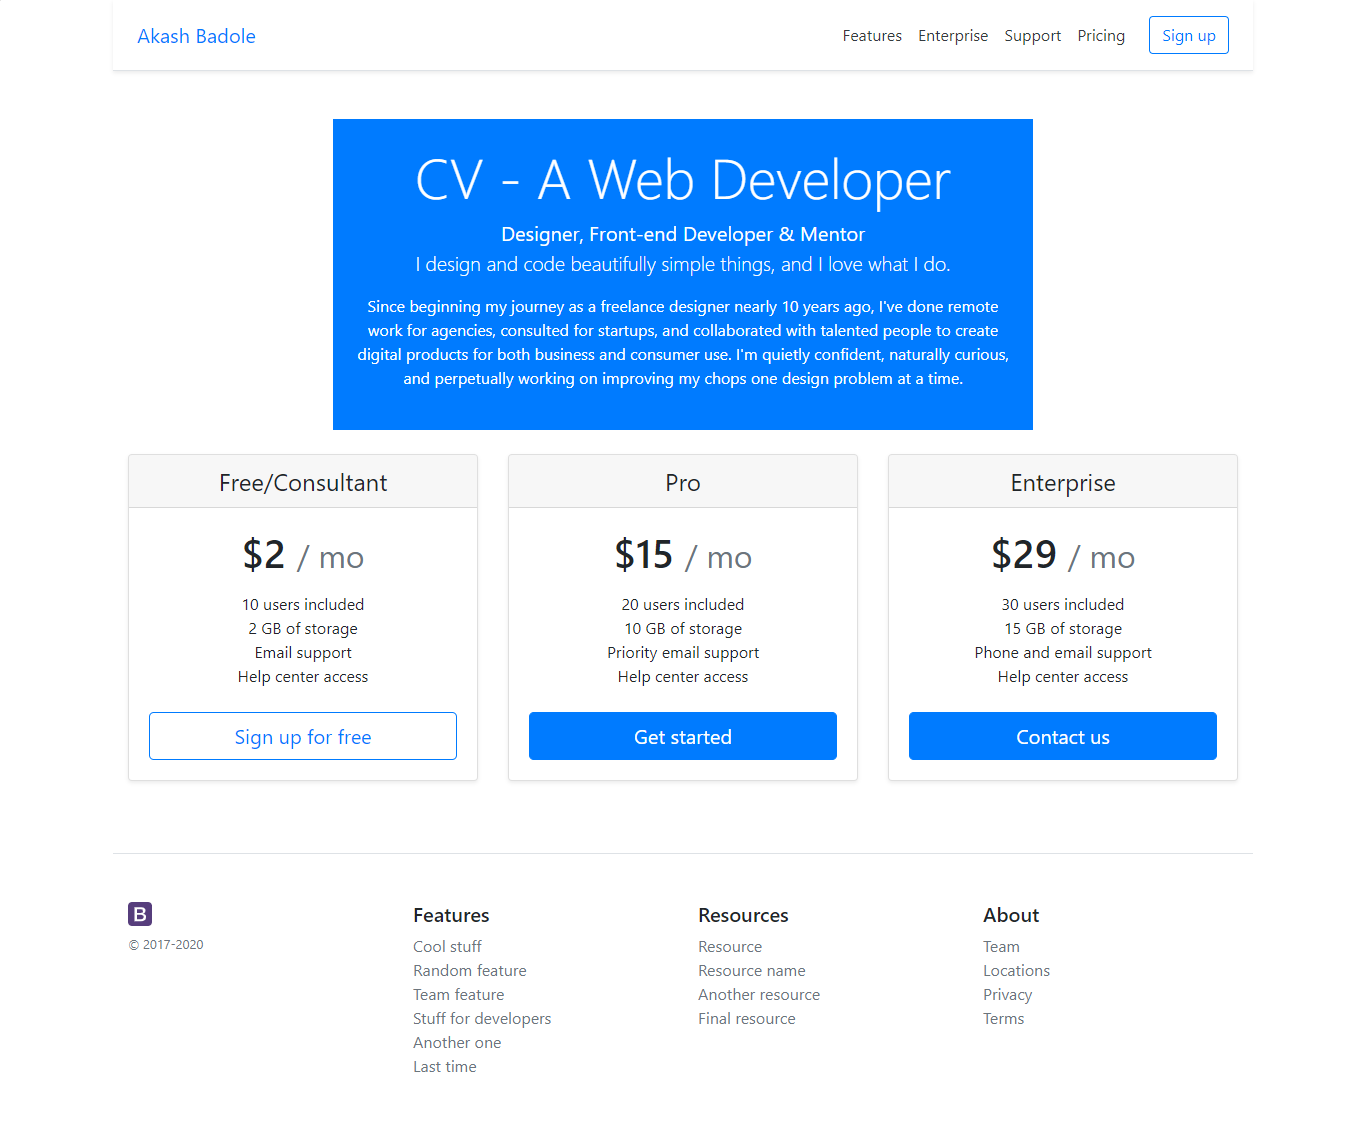 Akash Badole
Features Enterprise Support Pricing Sign up
CV - A Web Developer
Designer, Front-end Developer & Mentor
I design and code beautifully simple things, and I love what I do.
Since beginning my journey as a freelance designer nearly 10 years ago, I've done remote
work for agencies, consulted for startups, and collaborated with talented people to create
digital products for both business and consumer use. I'm quietly confident, naturally curious,
and perpetually working on improving my chops one design problem at a time.
Free/Consultant
$2 / mo
10 users included
2 GB of storage
Email support
Help center access
Sign up for free
Pro
$15 / mo
20 users included
10 GB of storage
Priority email support
Help center access
Get started
Enterprise
$29 / mo
30 users included
15 GB of storage
Phone and email support
Help center access
Contact us
B
© 2017-2020
Features
Cool stuff
Random feature
Team feature
Stuff for developers
Another one
Last time
Resources
Resource
Resource name
Another resource
Final resource
About
Team
Locations
Privacy
Terms